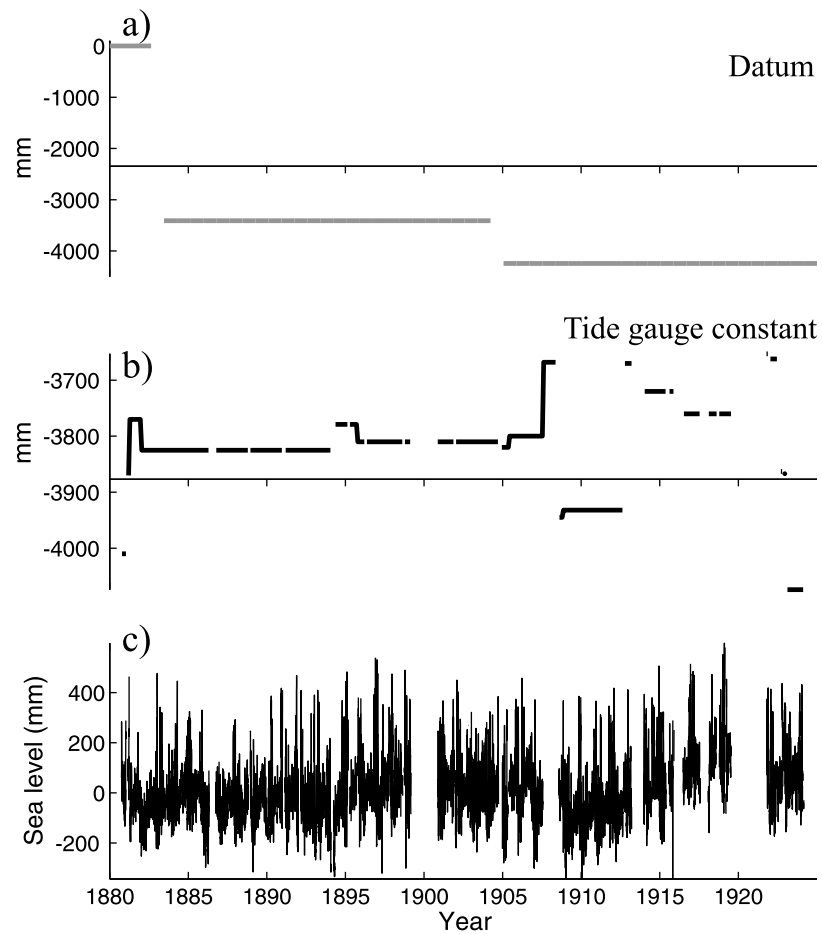 a)
Datum
0
-1000
-2000
-3000
-4000
mm
Tide gauge constant
b)
-3700
-3800
-3900
-4000
mm
c)
400
200
0
-200
Sea level (mm)
1880 1885 1890 1895 1900 1905 1910 1915 1920
Year